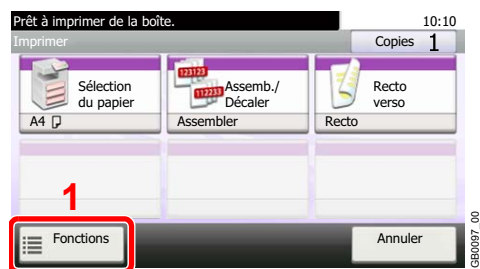 Prêt à imprimer de la boîte.
10:10
Imprimer
Copies 1
Sélection
du papier
A4
123123
112233
Assemb./
Décaler
Assembler
Recto
verso
Recto
1
Fonctions
Annuler
GB0097_00